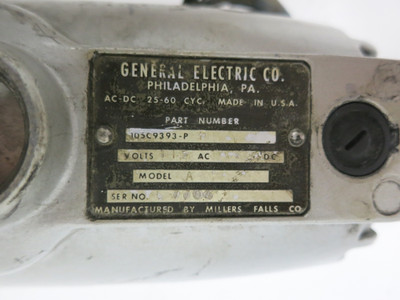 GENERAL ELECTRIC CO.
PHILADELPHIA, PA.
AC-DC 25-60 CYC. MADE IN U.S.A.
PART NUMBER
105C9393-P
VOLTS 115 AC DC
MODEL A
SER NO.
MANUFACTURED BY MILLERS FALLS CO